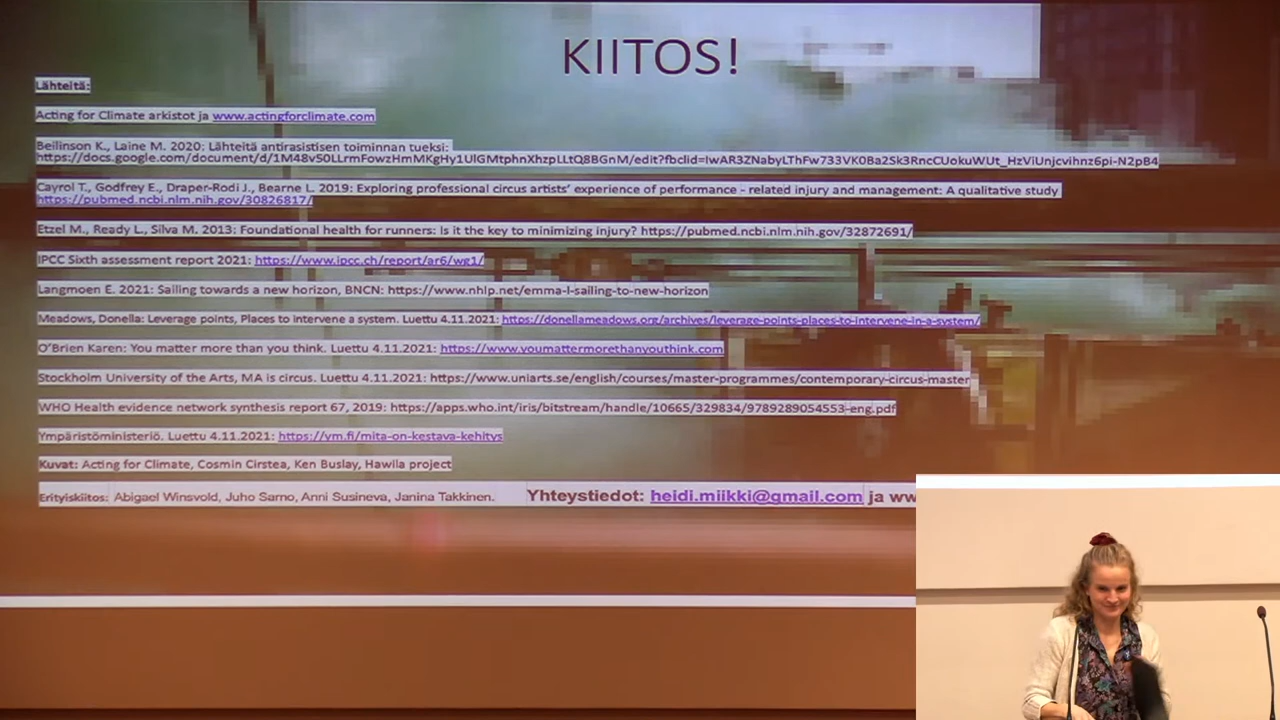 KIITOS!
Lähteitä:
Acting for Climate arkistot ja www.actingforclimate.com
Beilinson K., Laine M. 2020: Lähteitä antirasistisen toiminnan tueksi:
https://docs.google.com/document/d/1M48v50LLrmFowzHmMKgHy1UlGMtphnXhzpLLtQ8BGnM/edit?fbclid=IwAR3ZNabyLThFw733VK0Ba2Sk3RncCUokuWUt_HzViUnjcvihnz6pi-N2pB4
Cayrol T., Godfrey E., Draper-Rodi J., Bearne L. 2019: Exploring professional circus artists' experience of performance - related injury and management: A qualitative study
https://pubmed.ncbi.nlm.nih.gov/30826817/
Etzel M., Ready L., Silva M. 2013: Foundational health for runners: Is it the key to minimizing injury? https://pubmed.ncbi.nlm.nih.gov/32872691/
IPCC Sixth assessment report 2021: https://www.ipcc.ch/report/ar6/wg1/
Langmoen E. 2021: Sailing towards a new horizon, BNCN: https://www.nhlp.net/emma-l-sailing-to-new-horizon
Meadows, Donella: Leverage points, Places to intervene a system. Luettu 4.11.2021: https://donellameadows.org/archives/leverage-points-places-to-intervene-in-a-system/
O'Brien Karen: You matter more than you think. Luettu 4.11.2021: https://www.youmattermorethanyouthink.com
Stockholm University of the Arts, MA is circus. Luettu 4.11.2021: https://www.uniarts.se/english/courses/master-programmes/contemporary-circus-master
WHO Health evidence network synthesis report 67, 2019: https://apps.who.int/iris/bitstream/handle/10665/329834/9789289054553-eng.pdf
Ympäristöministeriö. Luettu 4.11.2021: https://ym.fi/mita-on-kestava-kehitys
Kuvat: Acting for Climate, Cosmin Cirstea, Ken Buslay, Hawila project
Erityiskiitos: Abigael Winsvold, Juho Sarno, Anni Susineva, Janina Takkinen. Yhteystiedot: heidi.miikki@gmail.com ja ww